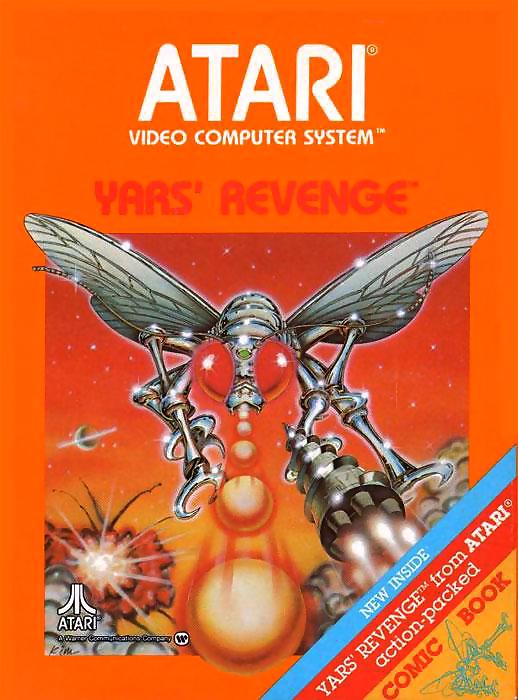 ATARI®
VIDEO COMPUTER SYSTEM™
YARS' REVENGE™
NEW INSIDE
YARS' REVENGE™ from ATARI®
action-packed
COMIC BOOK
ATARI®
A Warner Communications Company
Kim